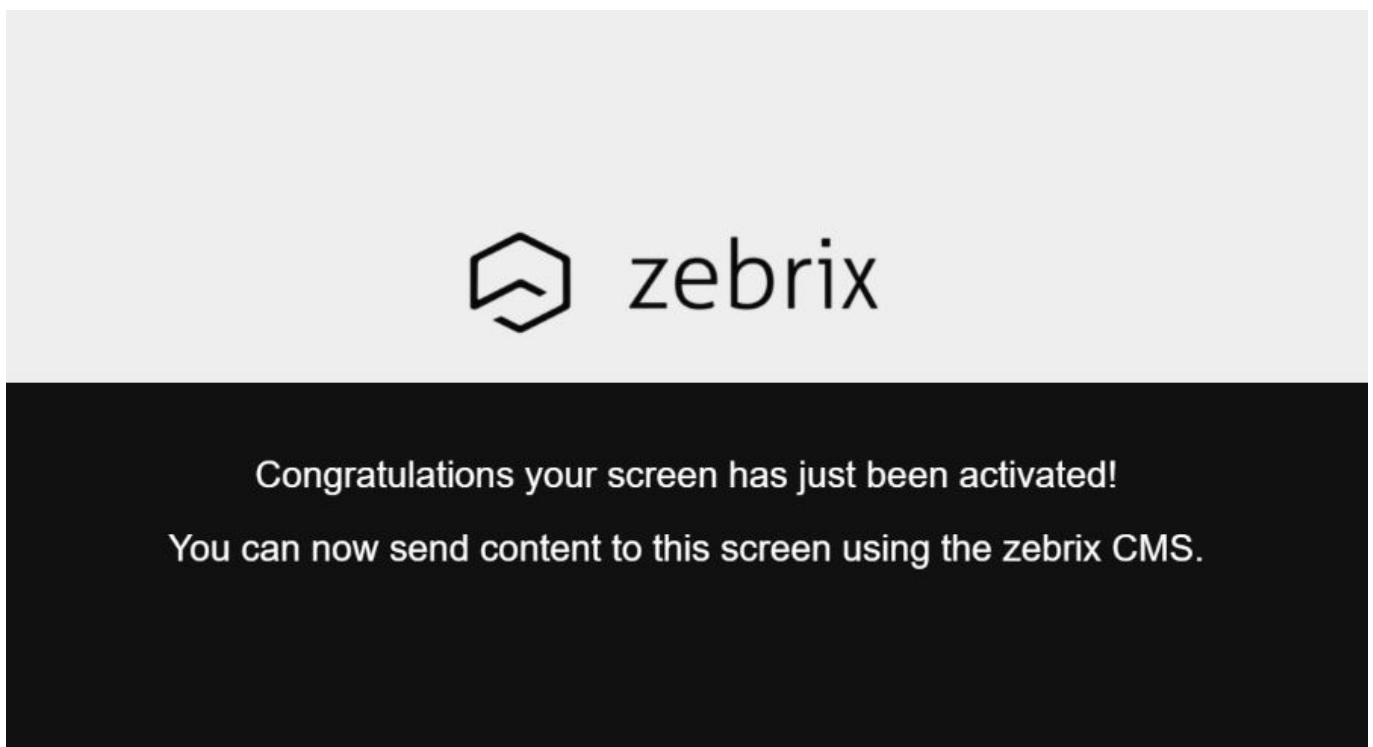 zebrix
Congratulations your screen has just been activated!
You can now send content to this screen using the zebrix CMS.